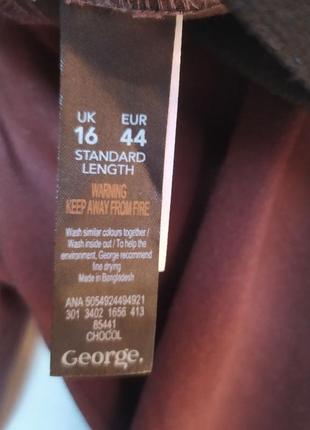 UK EUR
16 44
STANDARD
LENGTH
WARNING
KEEP AWAY FROM FIRE
Wash similar colours together /
Wash inside out / To help the
environment, George recommend
line drying
Made in Bangladesh
ANA 5054924494921
301 3402 1656 413
85441
CHOCOL
George.